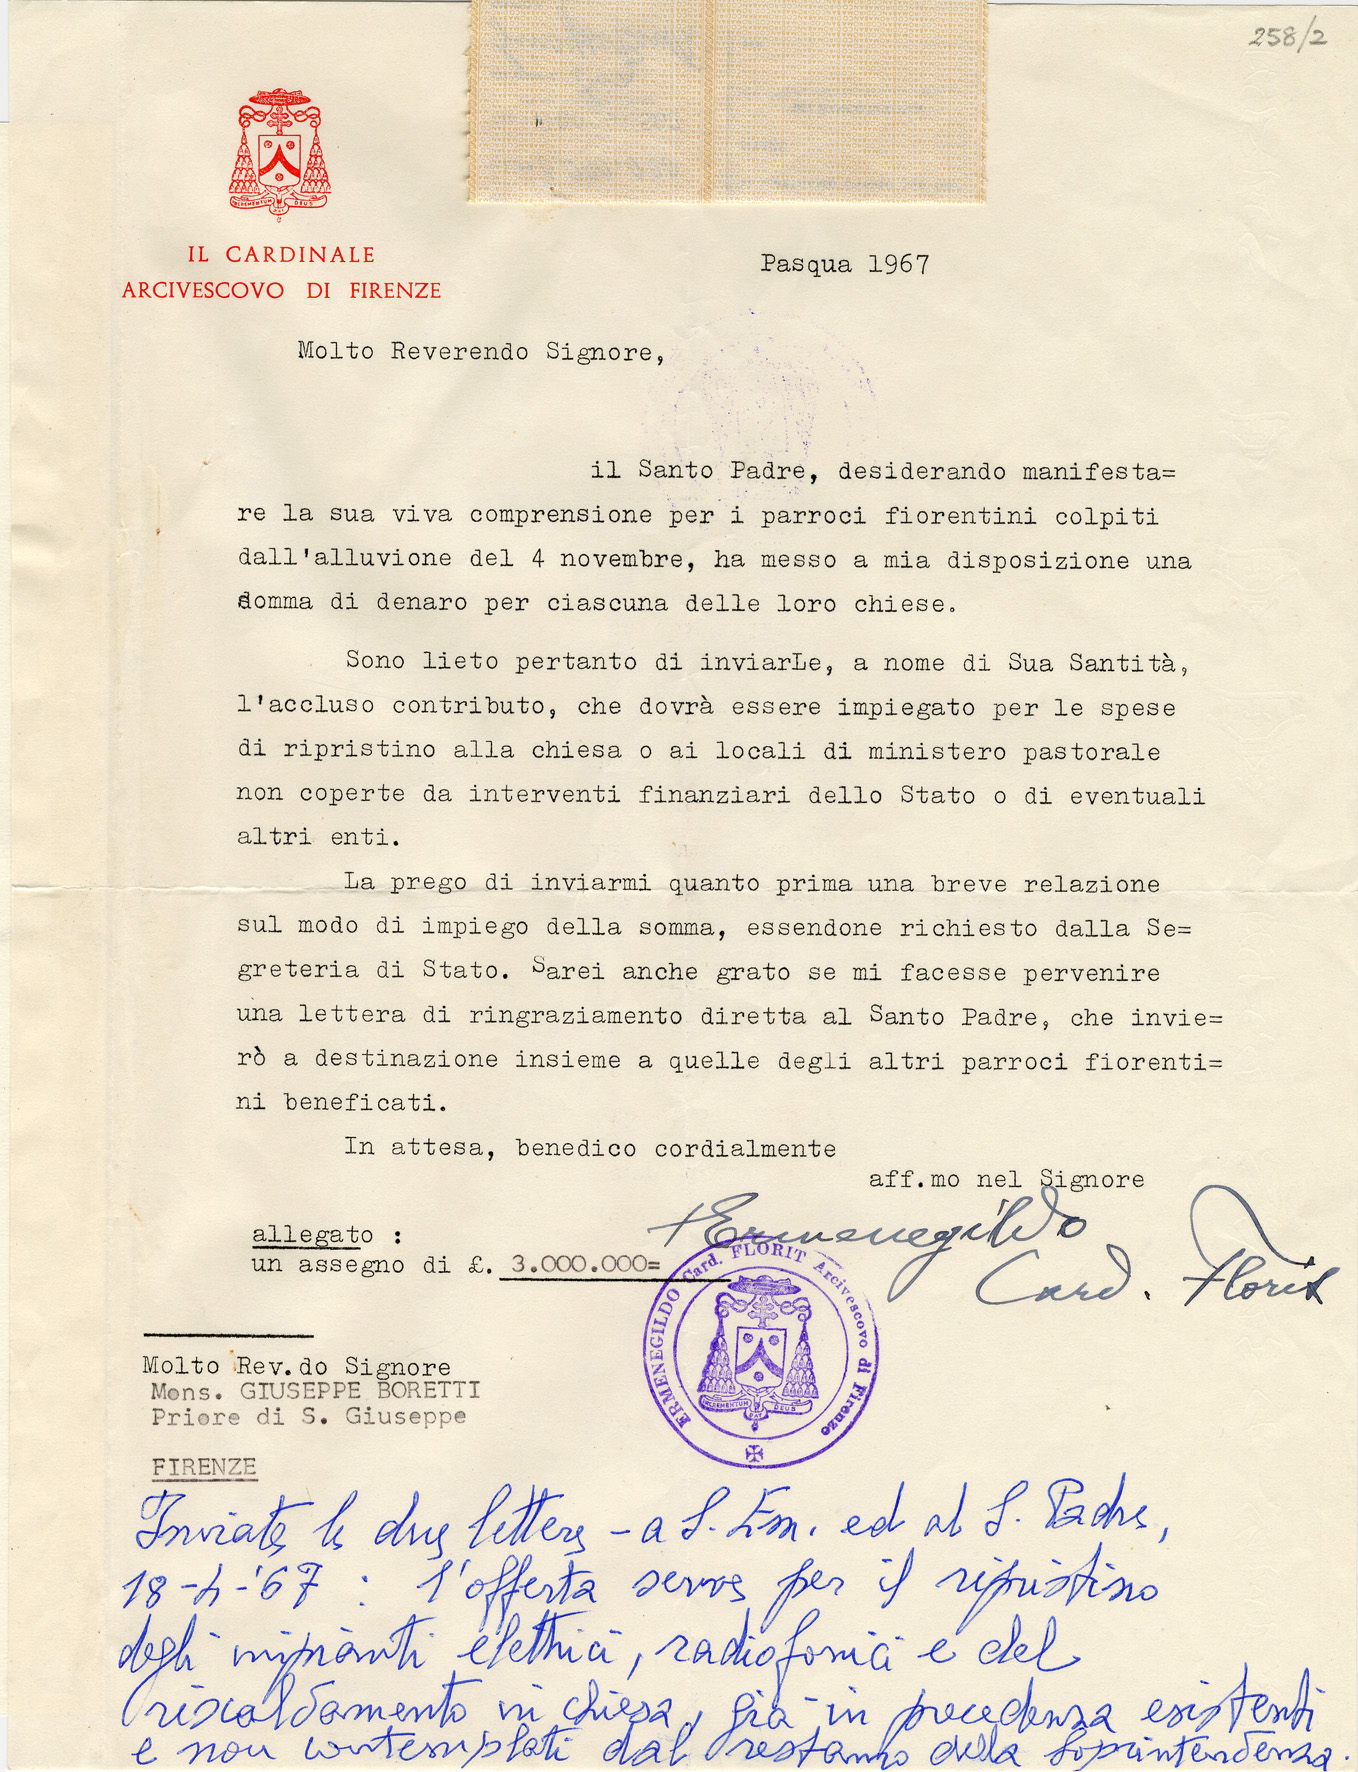 258/2
INCREMENTUM DAT DEUS
IL CARDINALE
ARCIVESCOVO DI FIRENZE
Pasqua 1967
Molto Reverendo Signore,
il Santo Padre, desiderando manifesta=
re la sua viva comprensione per i parroci fiorentini colpiti
dall'alluvione del 4 novembre, ha messo a mia disposizione una
somma di denaro per ciascuna delle loro chiese.
Sono lieto pertanto di inviarLe, a nome di Sua Santità,
l'accluso contributo, che dovrà essere impiegato per le spese
di ripristino alla chiesa o ai locali di ministero pastorale
non coperte da interventi finanziari dello Stato o di eventuali
altri enti.
La prego di inviarmi quanto prima una breve relazione
sul modo di impiego della somma, essendone richiesto dalla Se=
greteria di Stato. Sarei anche grato se mi facesse pervenire
una lettera di ringraziamento diretta al Santo Padre, che invie=
rò a destinazione insieme a quelle degli altri parroci fiorenti=
ni beneficati.
In attesa, benedico cordialmente
aff.mo nel Signore
+Ermenegildo
Card. Florit
allegato :
un assegno di £. 3.000.000=
ERMENEGILDO Card. FLORIT Arcivescovo di Firenze
INCREMENTUM DAT DEUS
Molto Rev.do Signore
Mons. GIUSEPPE BORETTI
Priore di S. Giuseppe
FIRENZE
Inviate le due lettere - a S. Em. ed al S. Padre,
18-4-'67 : l'offerta serve per il ripristino
degli impianti elettrici, radiofonici e del
riscaldamento in chiesa, già in precedenza esistenti
e non contemplati dal restauro della Soprintendenza.